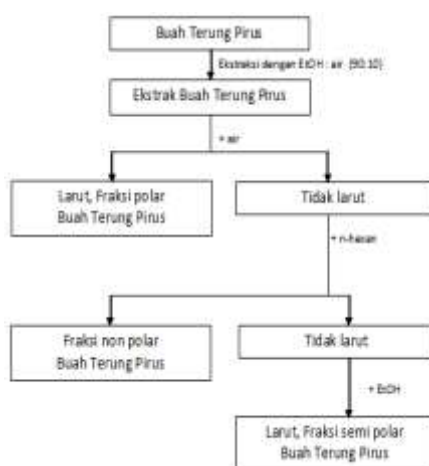 Buah Terung Pirus
Ekstraksi dengan EtOH : air (90:10)
Ekstrak Buah Terung Pirus
+ air
Larut, Fraksi polar
Buah Terung Pirus
Tidak larut
+ n-hexan
Fraksi non polar
Buah Terung Pirus
Tidak larut
+ EtOH
Larut, Fraksi semi polar
Buah Terung Pirus